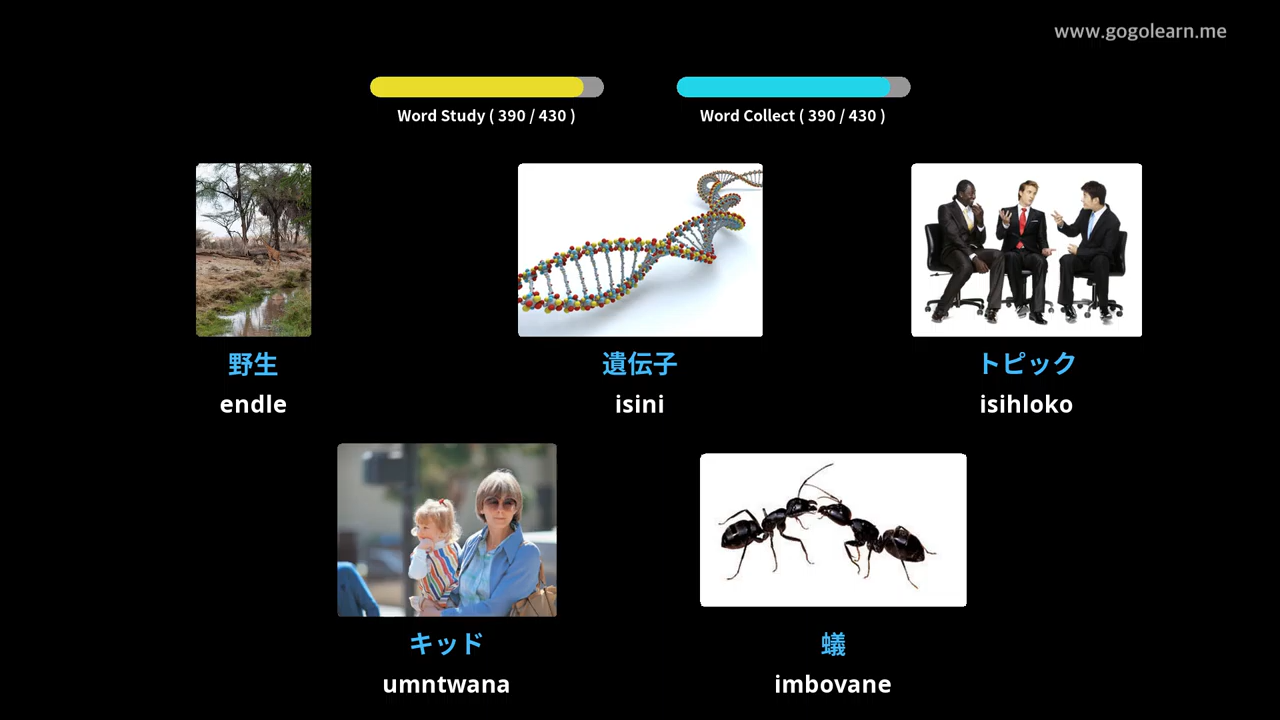 www.gogolearn.me
Word Study ( 390 / 430 )
Word Collect ( 390 / 430 )
野生
endle
遺伝子
isini
トピック
isihloko
キッド
umntwana
蟻
imbovane